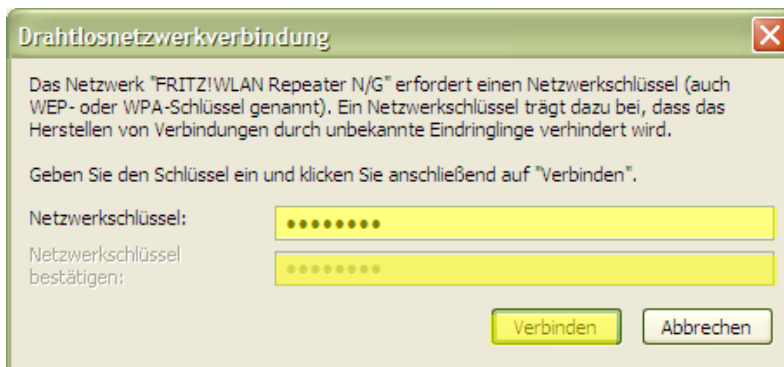 Drahtlosnetzwerkverbindung
Das Netzwerk "FRITZ!WLAN Repeater N/G" erfordert einen Netzwerkschlüssel (auch
WEP- oder WPA-Schlüssel genannt). Ein Netzwerkschlüssel trägt dazu bei, dass das
Herstellen von Verbindungen durch unbekannte Eindringlinge verhindert wird.
Geben Sie den Schlüssel ein und klicken Sie anschließend auf "Verbinden".
Netzwerkschlüssel: ••••••••
Netzwerkschlüssel
bestätigen: ••••••••
Verbinden Abbrechen